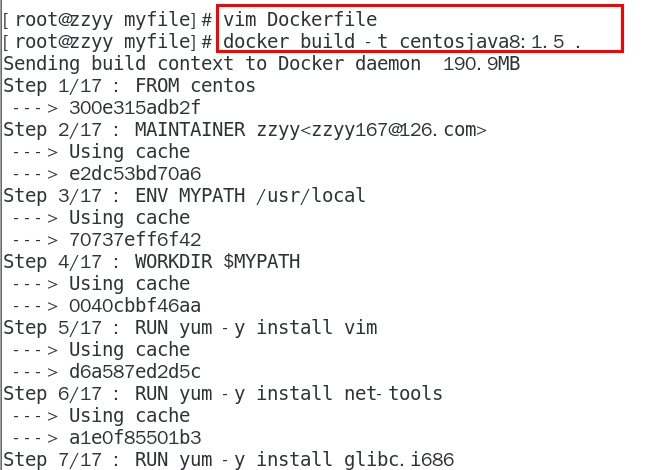 [root@zzyy myfile]# vim Dockerfile
[root@zzyy myfile]# docker build -t centosjava8:1.5 .
Sending build context to Docker daemon  190.9MB
Step 1/17 : FROM centos
 ---> 300e315adb2f
Step 2/17 : MAINTAINER zzyy<zzyy167@126.com>
 ---> Using cache
 ---> e2dc53bd70a6
Step 3/17 : ENV MYPATH /usr/local
 ---> Using cache
 ---> 70737eff6f42
Step 4/17 : WORKDIR $MYPATH
 ---> Using cache
 ---> 0040cbbf46aa
Step 5/17 : RUN yum -y install vim
 ---> Using cache
 ---> d6a587ed2d5c
Step 6/17 : RUN yum -y install net-tools
 ---> Using cache
 ---> a1e0f85501b3
Step 7/17 : RUN yum -y install glibc.i686